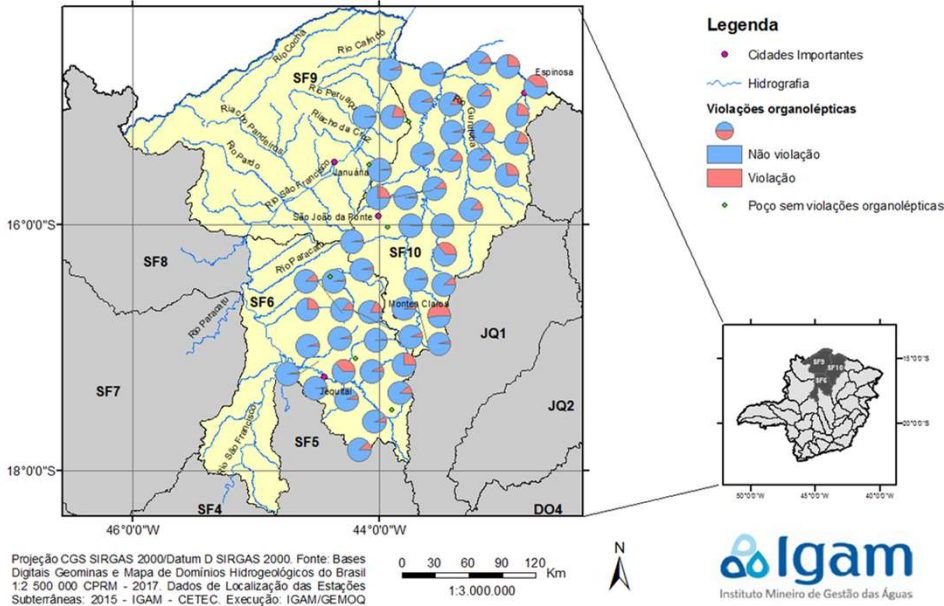 Rio Cocha
Rio Carindó
SF9
Rio Peruaçu
Espinosa
Riacho Pandeiros
Riacho da Cruz
Rio Gurutuba
Rio Pardo
Rio São Francisco
Januária
São João da Ponte
16°0'0"S
SF8
Rio Paracatu
SF10
SF6
Montes Claros
Rio Paracatu
JQ1
SF7
Jequitaí
JQ2
Rio São Francisco
SF5
18°0'0"S
SF4
DO4
46°0'0"W
44°0'0"W
Legenda
Cidades Importantes
Hidrografia
Violações organolépticas
Não violação
Violação
Poço sem violações organolépticas
SF9
SF10
SF6
15°0'0"S
20°0'0"S
50°0'0"W
45°0'0"W
40°0'0"W
Projeção CGS SIRGAS 2000/Datum D SIRGAS 2000. Fonte: Bases
Digitais Geominas e Mapa de Domínios Hidrogeológicos do Brasil
1:2 500 000 CPRM - 2017. Dados de Localização das Estações
Subterrâneas: 2015 - IGAM - CETEC. Execução: IGAM/GEMOQ
0 30 60 90 120
Km
1:3.000.000
N
Igam
Instituto Mineiro de Gestão das Águas